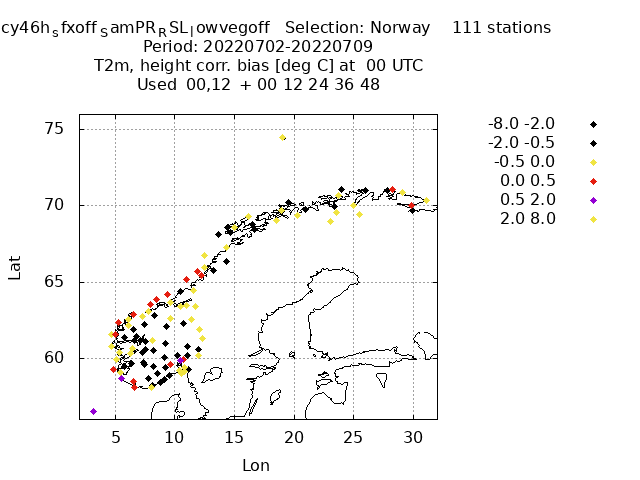 cy46hsfxoffSamPRRSLlowvegoff Selection: Norway 111 stations
Period: 20220702-20220709
T2m, height corr. bias [deg C] at 00 UTC
Used 00,12 + 00 12 24 36 48
-8.0 -2.0
-2.0 -0.5
-0.5 0.0
0.0 0.5
0.5 2.0
2.0 8.0
75
70
65
60
Lat
5 10 15 20 25 30
Lon